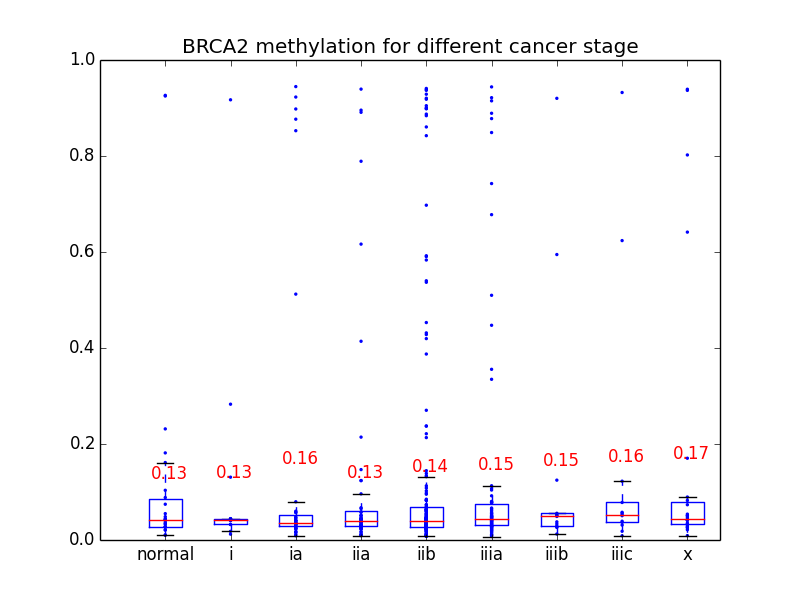 BRCA2 methylation for different cancer stage
1.0
0.8
0.6
0.4
0.2
0.0
0.13 0.13 0.16 0.13 0.14 0.15 0.15 0.16 0.17
normal i ia iia iib iiia iiib iiic x